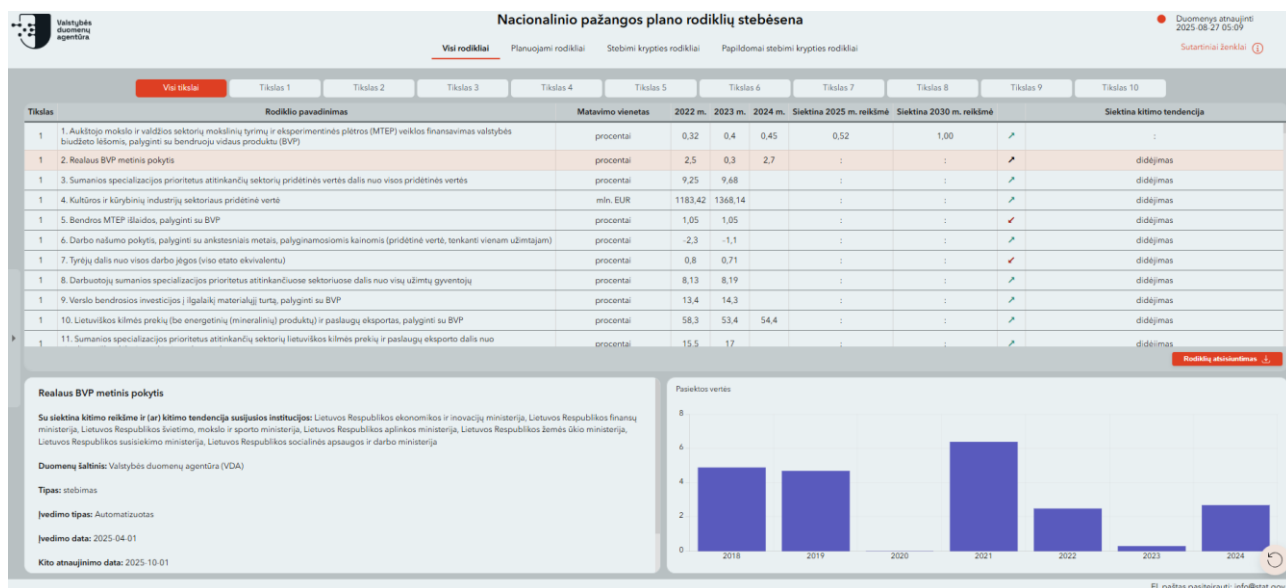 Valstybės
duomenų
agentūra
Nacionalinio pažangos plano rodiklių stebėsena
Duomenys atnaujinti
2025-08-27 05:09
Visi rodikliai Planuojami rodikliai Stebimi krypties rodikliai Papildomai stebimi krypties rodikliai
Sutartiniai ženklai
Visi tikslai Tikslas 1 Tikslas 2 Tikslas 3 Tikslas 4 Tikslas 5 Tikslas 6 Tikslas 7 Tikslas 8 Tikslas 9 Tikslas 10
Tikslas Rodiklio pavadinimas Matavimo vienetas 2022 m. 2023 m. 2024 m. Siektina 2025 m. reikšmė Siektina 2030 m. reikšmė Siektina kitimo tendencija
1 1. Aukštojo mokslo ir valdžios sektorių mokslinių tyrimų ir eksperimentinės plėtros (MTEP) veiklos finansavimas valstybės
biudžeto lėšomis, palyginti su bendruoju vidaus produktu (BVP) procentai 0,32 0,4 0,45 0,52 1,00 ↗ :
1 2. Realaus BVP metinis pokytis procentai 2,5 0,3 2,7 : : ↗ didėjimas
1 3. Sumanios specializacijos prioritetus atitinkančių sektorių pridėtinės vertės dalis nuo visos pridėtinės vertės procentai 9,25 9,68 : : ↗ didėjimas
1 4. Kultūros ir kūrybinių industrijų sektoriaus pridėtinė vertė mln. EUR 1183,42 1368,14 : : ↗ didėjimas
1 5. Bendros MTEP išlaidos, palyginti su BVP procentai 1,05 1,05 : : ↙ didėjimas
1 6. Darbo našumo pokytis, palyginti su ankstesniais metais, palyginamosiomis kainomis (pridėtinė vertė, tenkanti vienam užimtajam) procentai -2,3 -1,1 : : ↗ didėjimas
1 7. Tyrėjų dalis nuo visos darbo jėgos (viso etato ekvivalentu) procentai 0,8 0,71 : : ↙ didėjimas
1 8. Darbuotojų sumanios specializacijos prioritetus atitinkančiuose sektoriuose dalis nuo visų užimtų gyventojų procentai 8,13 8,19 : : ↗ didėjimas
1 9. Verslo bendrosios investicijos į ilgalaikį materialųjį turtą, palyginti su BVP procentai 13,4 14,3 : : ↗ didėjimas
1 10. Lietuviškos kilmės prekių (be energetinių (mineralinių) produktų) ir paslaugų eksportas, palyginti su BVP procentai 58,3 53,4 54,4 : : ↗ didėjimas
1 11. Sumanios specializacijos prioritetus atitinkančių sektorių lietuviškos kilmės prekių ir paslaugų eksporto dalis nuo procentai 15,5 17 : : ↗ didėjimas
Rodiklių atsisiuntimas
Realaus BVP metinis pokytis
Su siektina kitimo reikšme ir (ar) kitimo tendencija susijusios institucijos: Lietuvos Respublikos ekonomikos ir inovacijų ministerija, Lietuvos Respublikos finansų
ministerija, Lietuvos Respublikos švietimo, mokslo ir sporto ministerija, Lietuvos Respublikos aplinkos ministerija, Lietuvos Respublikos žemės ūkio ministerija,
Lietuvos Respublikos susisiekimo ministerija, Lietuvos Respublikos socialinės apsaugos ir darbo ministerija
Duomenų šaltinis: Valstybės duomenų agentūra (VDA)
Tipas: stebimas
Įvedimo tipas: Automatizuotas
Įvedimo data: 2025-04-01
Kito atnaujinimo data: 2025-10-01
Pasiektos vertės
8
6
4
2
0
2018 2019 2020 2021 2022 2023 2024
El. paštas pasiteirauti: info@stat.gov